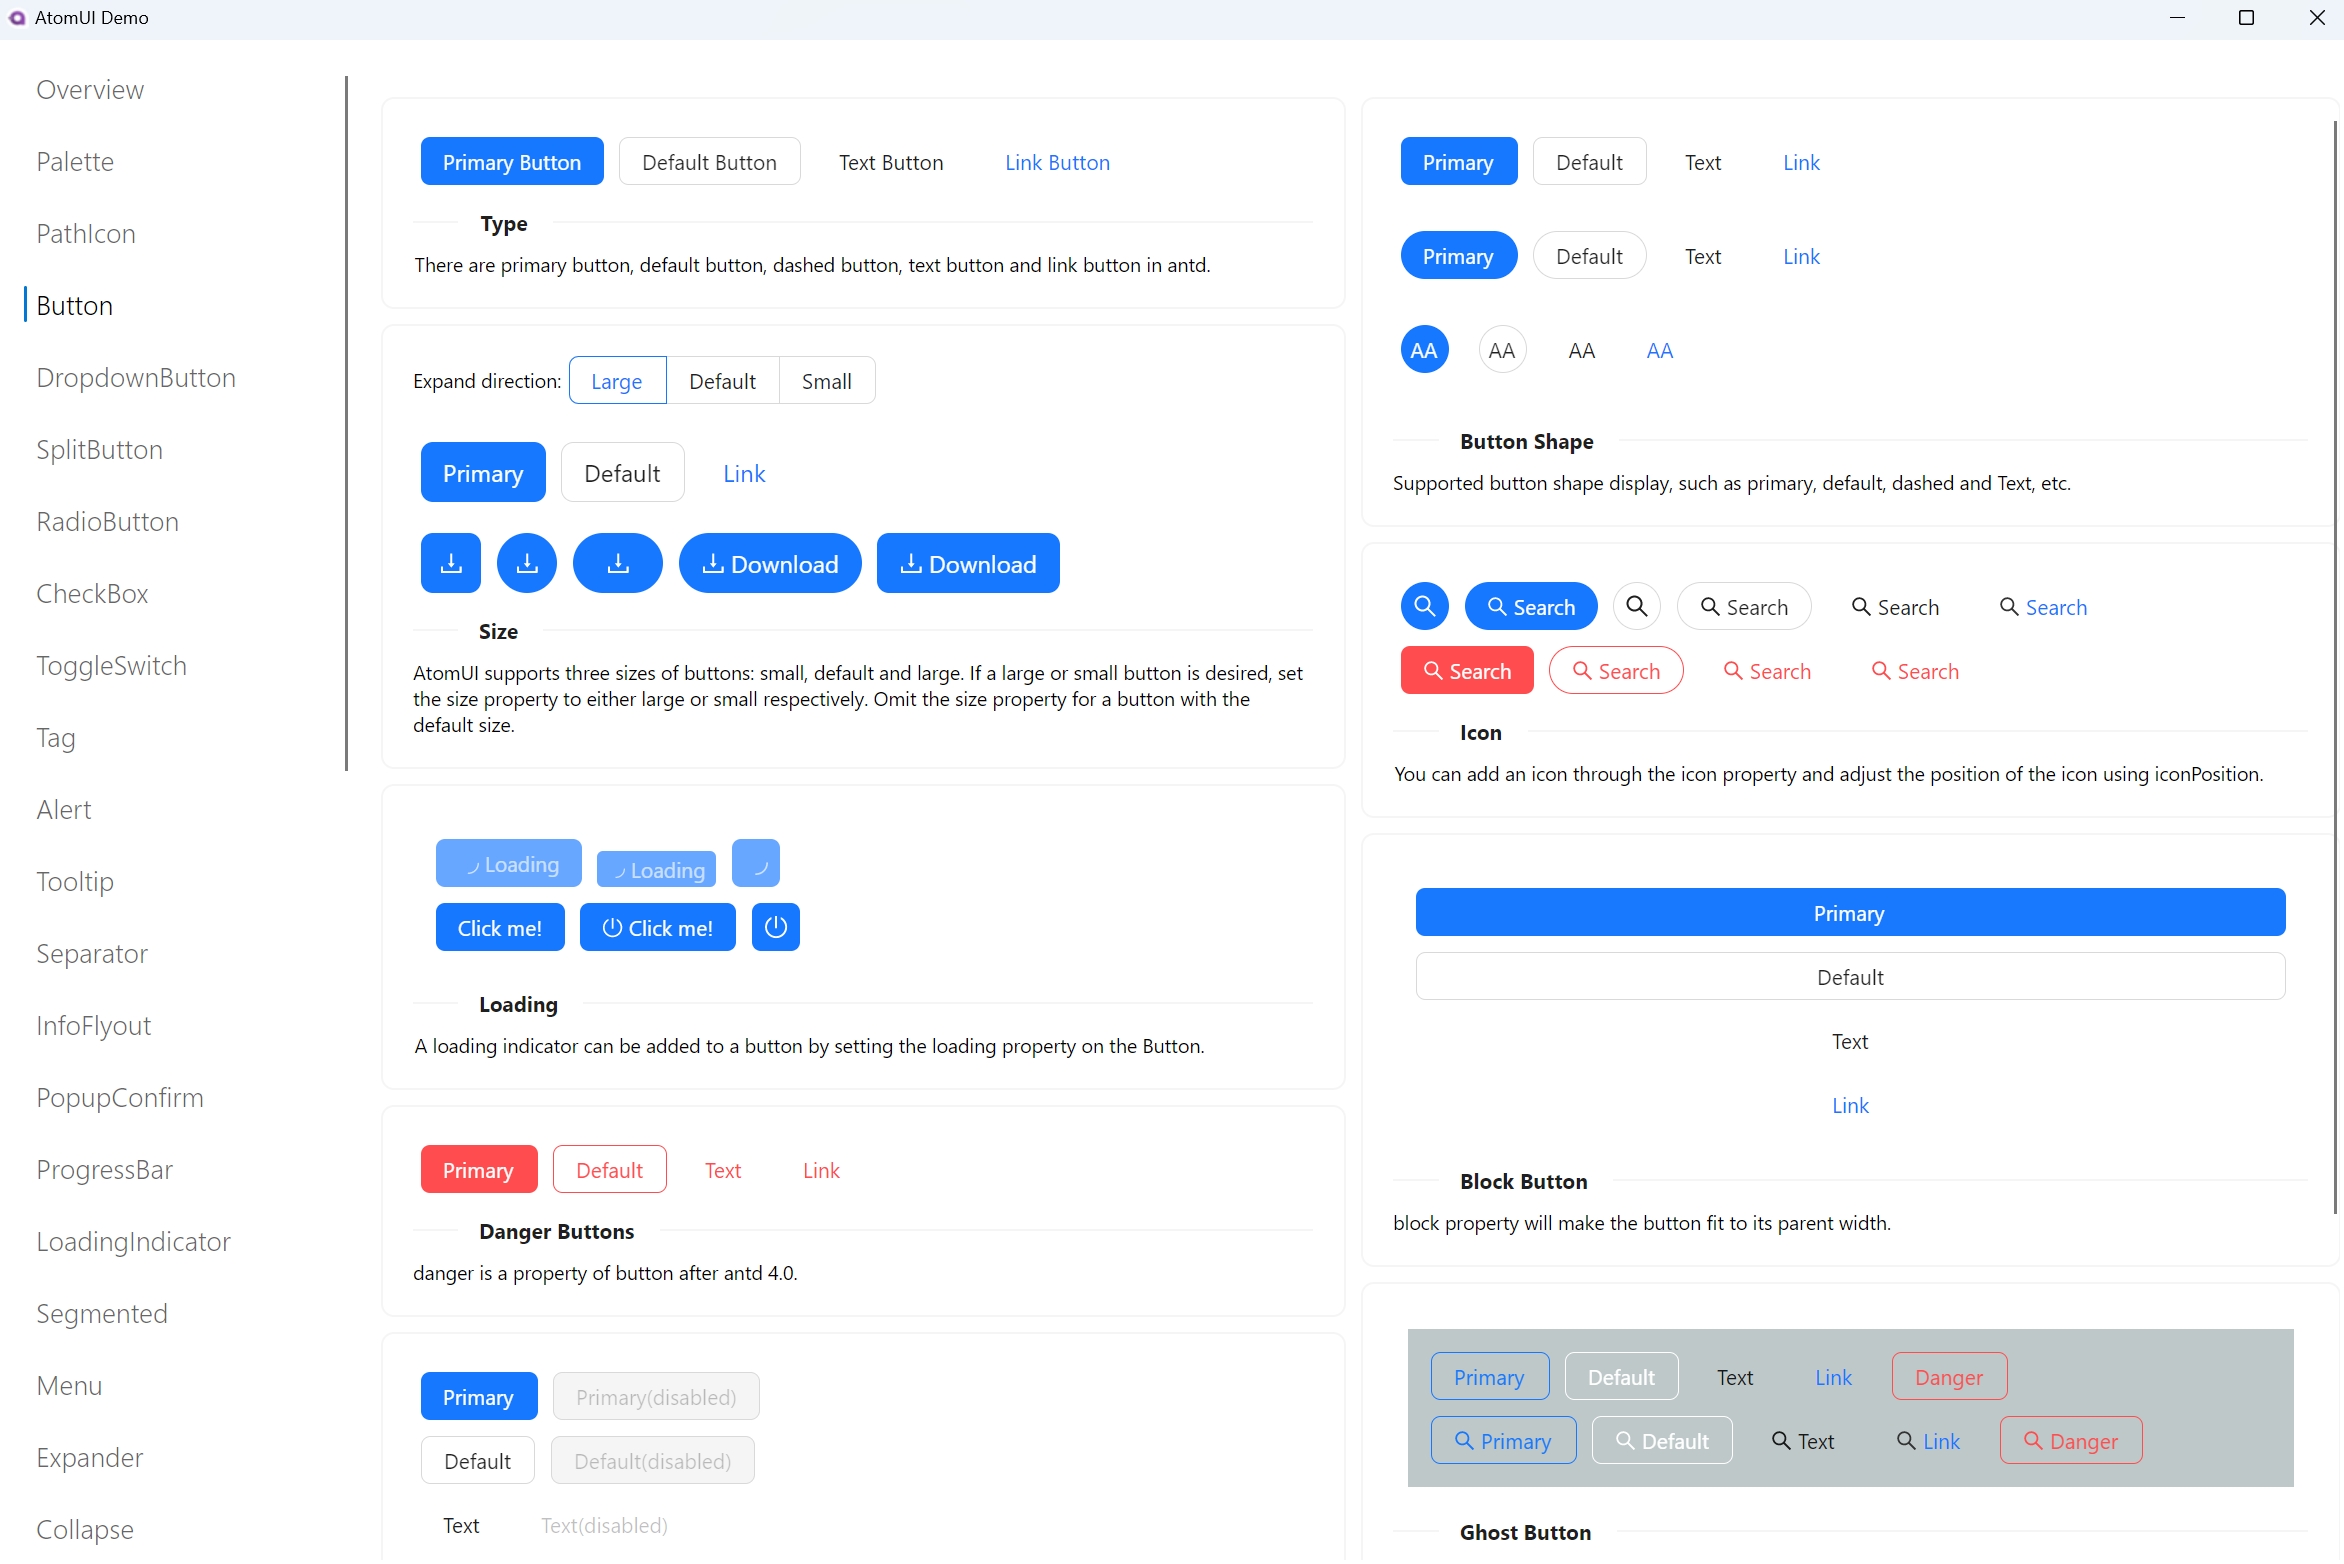 AtomUI Demo
Overview
Palette
PathIcon
Button
DropdownButton
SplitButton
RadioButton
CheckBox
ToggleSwitch
Tag
Alert
Tooltip
Separator
InfoFlyout
PopupConfirm
ProgressBar
LoadingIndicator
Segmented
Menu
Expander
Collapse
Primary Button Default Button Text Button Link Button
Type
There are primary button, default button, dashed button, text button and link button in antd.
Expand direction: Large Default Small
Primary Default Link
Download Download
Size
AtomUI supports three sizes of buttons: small, default and large. If a large or small button is desired, set
the size property to either large or small respectively. Omit the size property for a button with the
default size.
Loading Loading
Click me! Click me!
Loading
A loading indicator can be added to a button by setting the loading property on the Button.
Primary Default Text Link
Danger Buttons
danger is a property of button after antd 4.0.
Primary Primary(disabled)
Default Default(disabled)
Text Text(disabled)
Primary Default Text Link
Primary Default Text Link
AA AA AA AA
Button Shape
Supported button shape display, such as primary, default, dashed and Text, etc.
Search Search Search Search
Search Search Search Search
Icon
You can add an icon through the icon property and adjust the position of the icon using iconPosition.
Primary
Default
Text
Link
Block Button
block property will make the button fit to its parent width.
Primary Default Text Link Danger
Primary Default Text Link Danger
Ghost Button